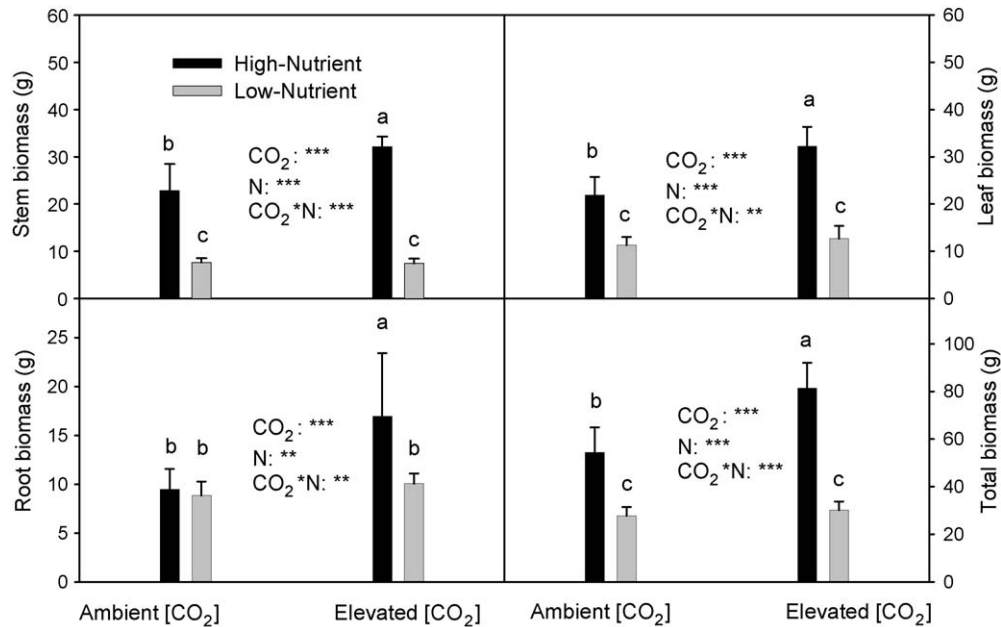 60
50
40
30
20
10
0
Stem biomass (g)
High-Nutrient
Low-Nutrient
b
c
a
c
CO2: ***
N: ***
CO2*N: ***
b
c
a
c
CO2: ***
N: ***
CO2*N: **
60
50
40
30
20
10
0
Leaf biomass (g)
25
20
15
10
5
0
Root biomass (g)
b
b
a
b
CO2: ***
N: **
CO2*N: **
b
c
a
c
CO2: ***
N: ***
CO2*N: ***
100
80
60
40
20
0
Total biomass (g)
Ambient [CO2]
Elevated [CO2]
Ambient [CO2]
Elevated [CO2]